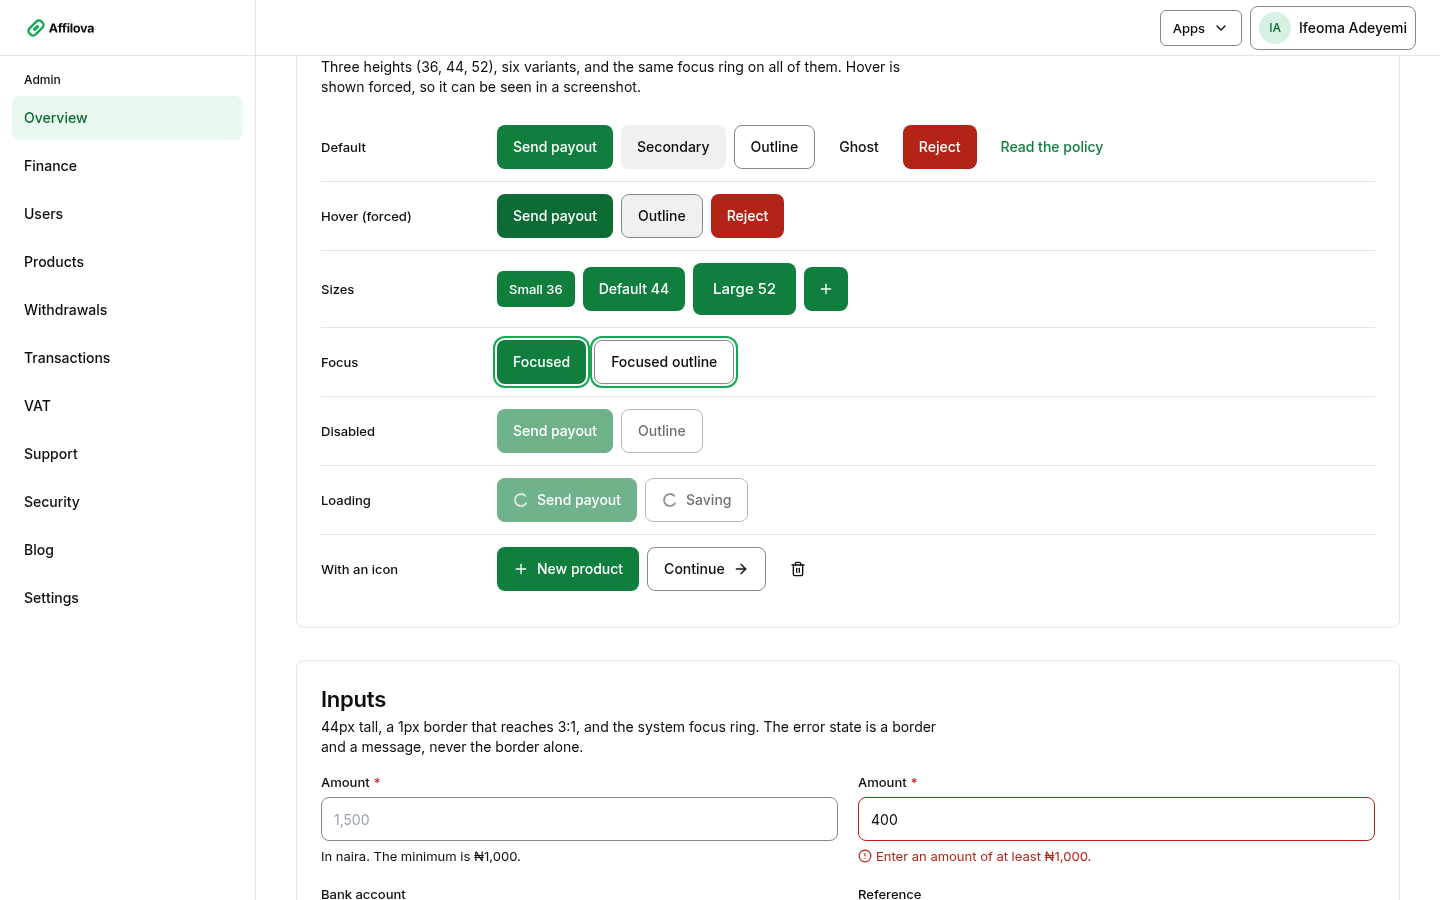 Affilova
Apps
IA
Ifeoma Adeyemi
Admin
Overview
Finance
Users
Products
Withdrawals
Transactions
VAT
Support
Security
Blog
Settings
Three heights (36, 44, 52), six variants, and the same focus ring on all of them. Hover is
shown forced, so it can be seen in a screenshot.
Default
Send payout
Secondary
Outline
Ghost
Reject
Read the policy
Hover (forced)
Send payout
Outline
Reject
Sizes
Small 36
Default 44
Large 52
Focus
Focused
Focused outline
Disabled
Send payout
Outline
Loading
Send payout
Saving
With an icon
New product
Continue
Inputs
44px tall, a 1px border that reaches 3:1, and the system focus ring. The error state is a border
and a message, never the border alone.
Amount *
1,500
In naira. The minimum is ₦1,000.
Amount *
400
Enter an amount of at least ₦1,000.
Bank account
Reference